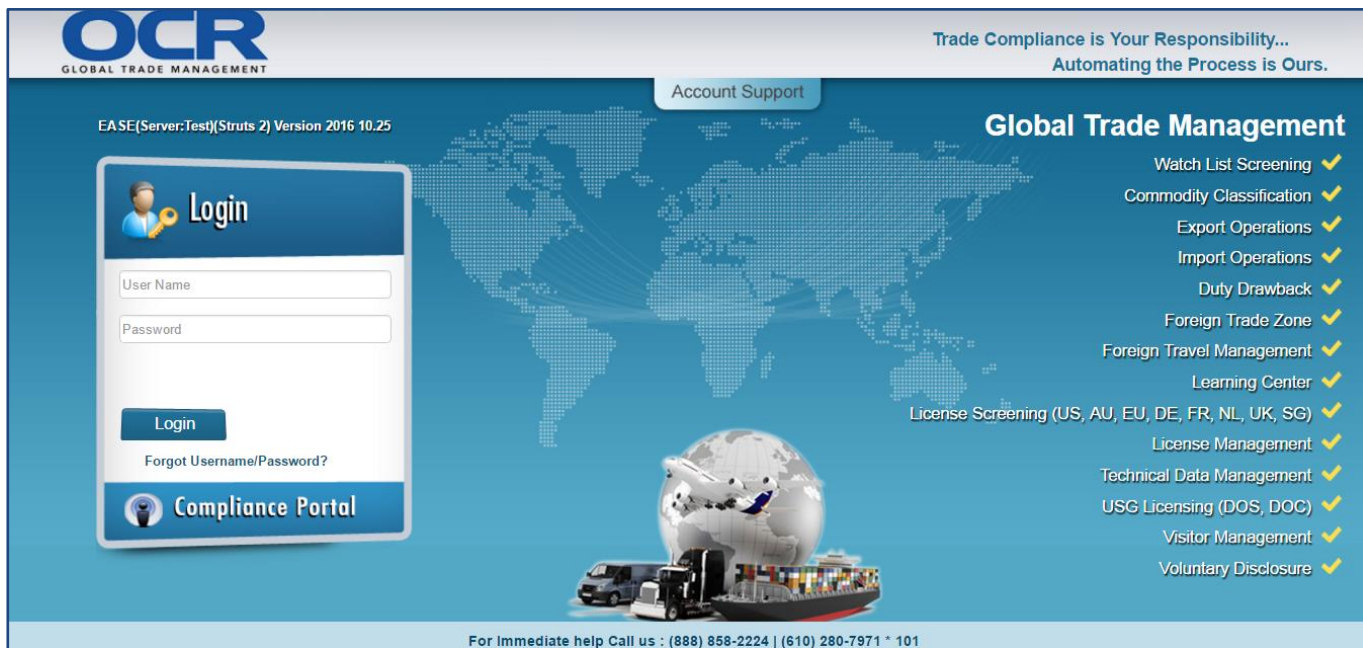 OCR
GLOBAL TRADE MANAGEMENT
Trade Compliance is Your Responsibility...
Automating the Process is Ours.
Account Support
EASE(Server:Test)(Struts 2) Version 2016 10.25
Login
User Name
Password
Login
Forgot Username/Password?
Compliance Portal
Global Trade Management
Watch List Screening
Commodity Classification
Export Operations
Import Operations
Duty Drawback
Foreign Trade Zone
Foreign Travel Management
Learning Center
License Screening (US, AU, EU, DE, FR, NL, UK, SG)
License Management
Technical Data Management
USG Licensing (DOS, DOC)
Visitor Management
Voluntary Disclosure
For Immediate help Call us : (888) 858-2224 | (610) 280-7971 * 101